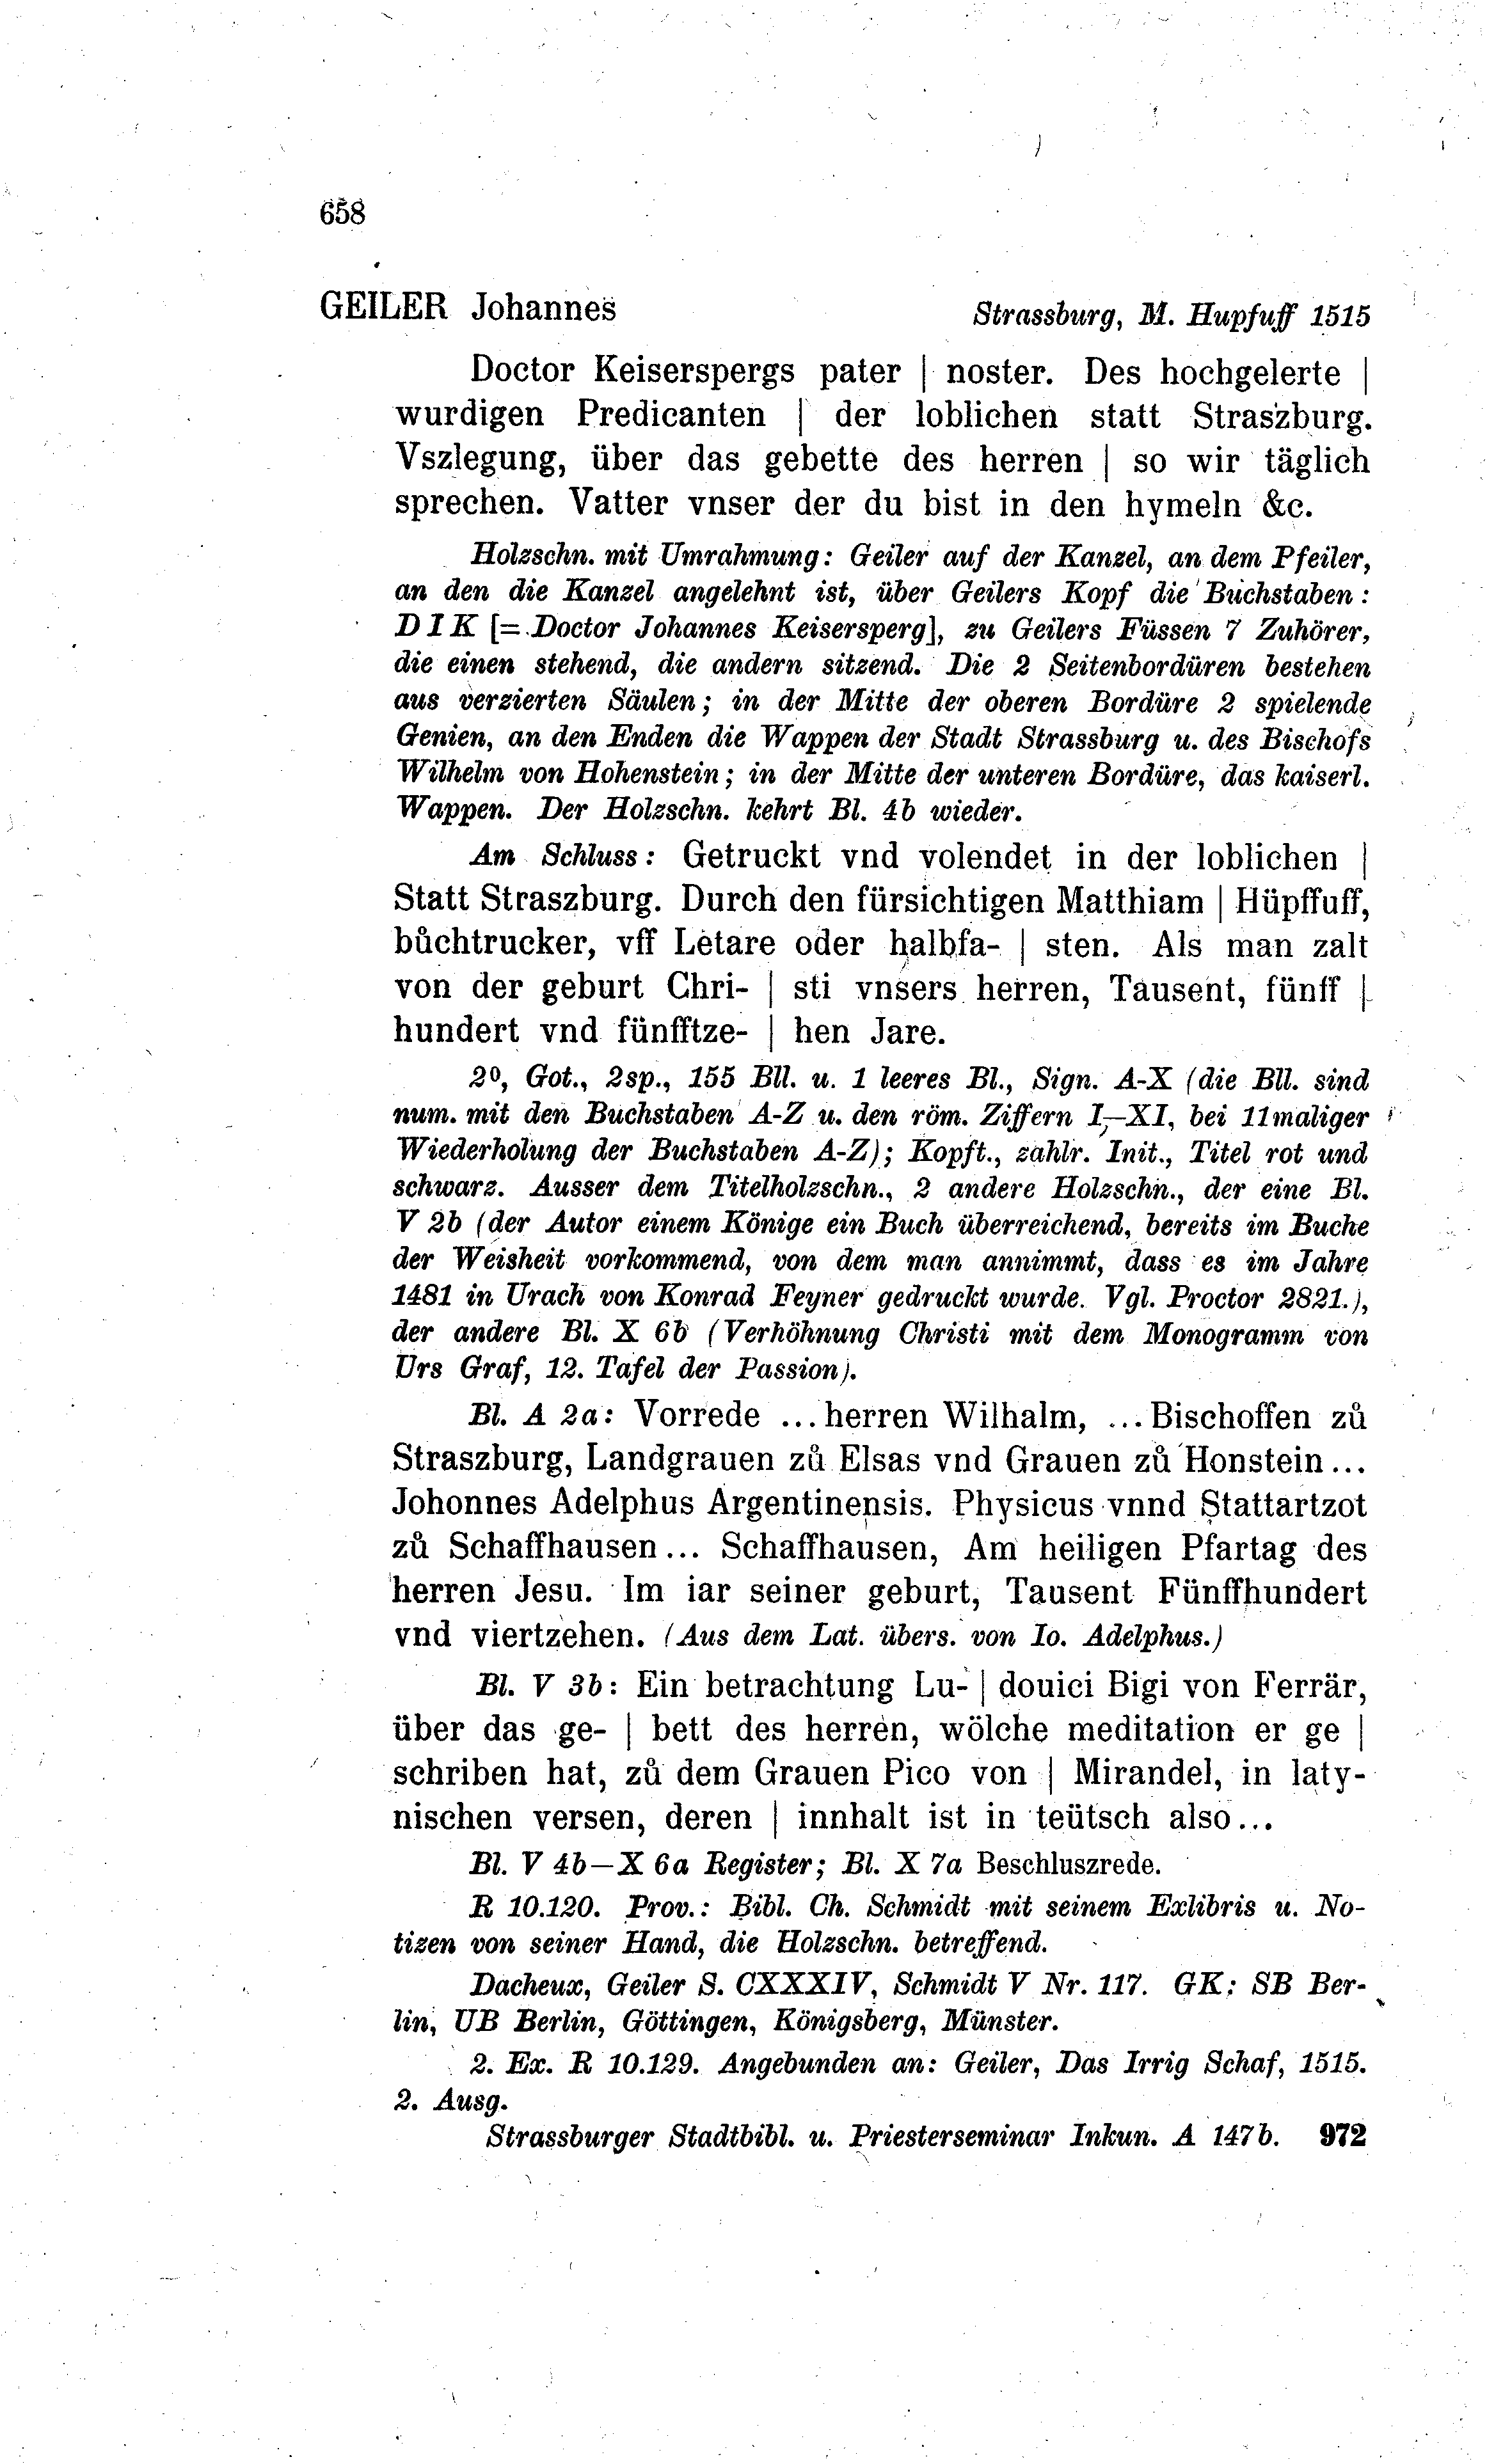 658
GEILER Johannes
Strassburg, M. Hupfuff 1515
Doctor Keiserspergs pater | noster. Des hochgelerte |
wurdigen Predicanten | der loblichen statt Straszburg.
Vszlegung, über das gebette des herren | so wir täglich
sprechen. Vatter vnser der du bist in den hymeln &c.
Holzschn. mit Umrahmung: Geiler auf der Kanzel, an dem Pfeiler,
an den die Kanzel angelehnt ist, über Geilers Kopf die Buchstaben:
D I K [= Doctor Johannes Keisersperg], zu Geilers Füssen 7 Zuhörer,
die einen stehend, die andern sitzend. Die 2 Seitenbordüren bestehen
aus verzierten Säulen; in der Mitte der oberen Bordüre 2 spielende
Genien, an den Enden die Wappen der Stadt Strassburg u. des Bischofs
Wilhelm von Hohenstein; in der Mitte der unteren Bordüre, das kaiserl.
Wappen. Der Holzschn. kehrt Bl. 4b wieder.
Am Schluss: Getruckt vnd volendet in der loblichen |
Statt Straszburg. Durch den fürsichtigen Matthiam | Hüpffuff,
bůchtrucker, vff Letare oder halbfa- | sten. Als man zalt
von der geburt Chri- | sti vnsers herren, Tausent, fünff |
hundert vnd fünfftze- | hen Jare.
2⁰, Got., 2sp., 155 Bll. u. 1 leeres Bl., Sign. A-X (die Bll. sind
num. mit den Buchstaben A-Z u. den röm. Ziffern I—XI, bei 11maliger
Wiederholung der Buchstaben A-Z); Kopft., zahlr. Init., Titel rot und
schwarz. Ausser dem Titelholzschn., 2 andere Holzschn., der eine Bl.
V 2b (der Autor einem Könige ein Buch überreichend, bereits im Buche
der Weisheit vorkommend, von dem man annimmt, dass es im Jahre
1481 in Urach von Konrad Feyner gedruckt wurde. Vgl. Proctor 2821.),
der andere Bl. X 6b (Verhöhnung Christi mit dem Monogramm von
Urs Graf, 12. Tafel der Passion).
Bl. A 2a: Vorrede ... herren Wilhalm, ... Bischoffen zů
Straszburg, Landgrauen zů Elsas vnd Grauen zů Honstein ...
Johonnes Adelphus Argentinensis. Physicus vnnd Stattartzot
zů Schaffhausen ... Schaffhausen, Am heiligen Pfartag des
herren Jesu. Im iar seiner geburt, Tausent Fünffhundert
vnd viertzehen. (Aus dem Lat. übers. von Io. Adelphus.)
Bl. V 3b: Ein betrachtung Lu- | douici Bigi von Ferrär,
über das ge- | bett des herren, wölche meditation er ge |
schriben hat, zů dem Grauen Pico von | Mirandel, in laty-
nischen versen, deren | innhalt ist in teütsch also ...
Bl. V 4b—X 6a Register; Bl. X 7a Beschluszrede.
R 10.120. Prov.: Bibl. Ch. Schmidt mit seinem Exlibris u. No-
tizen von seiner Hand, die Holzschn. betreffend.
Dacheux, Geiler S. CXXXIV, Schmidt V Nr. 117. GK: SB Ber-
lin, UB Berlin, Göttingen, Königsberg, Münster.
2. Ex. R 10.129. Angebunden an: Geiler, Das Irrig Schaf, 1515.
2. Ausg.
Strassburger Stadtbibl. u. Priesterseminar Inkun. A 147b. 972